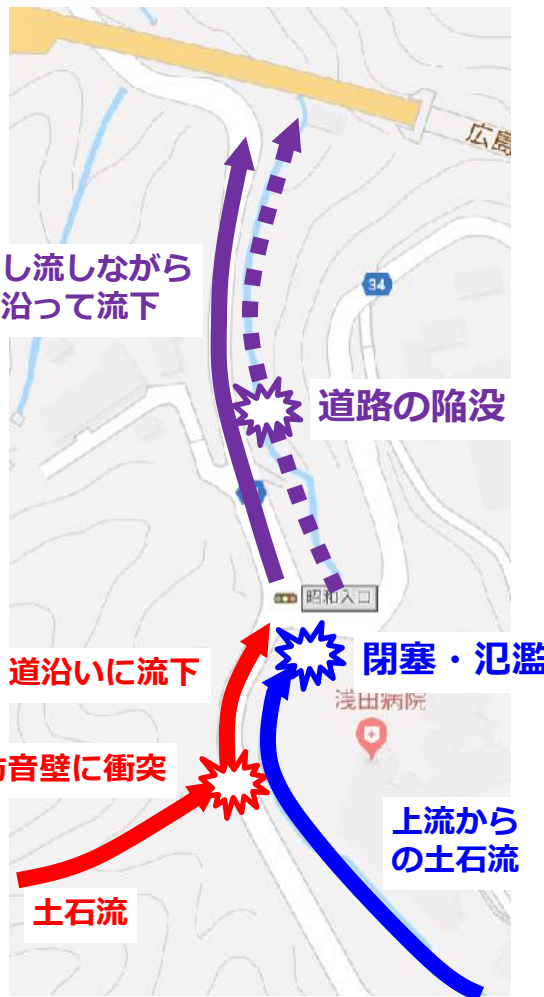 広島
34
し流しながら
沿って流下
道路の陥没
昭和入口
道沿いに流下
閉塞・氾濫
浅田病院
音壁に衝突
上流から
の土石流
土石流